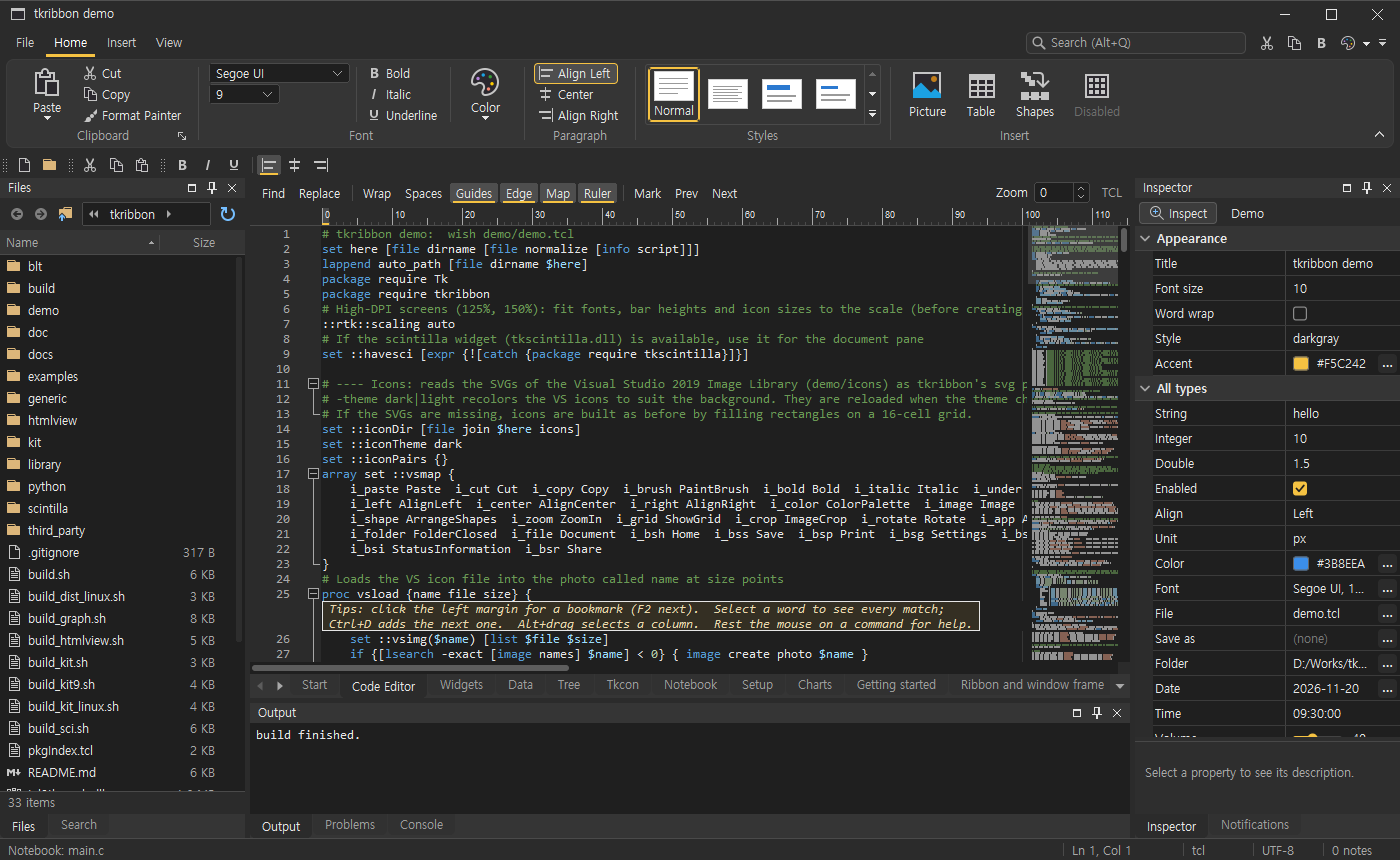 tkribbon demo
File Home Insert View
Search (Alt+Q)
B
Paste
Cut
Copy
Format Painter
Clipboard
Segoe UI
9
B Bold
I Italic
U Underline
Font
Color
Align Left
Center
Align Right
Paragraph
Normal
Styles
Picture
Table
Shapes
Disabled
Insert
B I U
Files
tkribbon
Name Size
blt
build
demo
doc
docs
examples
generic
htmlview
kit
library
python
scintilla
third_party
.gitignore 317 B
build.sh 6 KB
build_dist_linux.sh 3 KB
build_graph.sh 8 KB
build_htmlview.sh 5 KB
build_kit.sh 3 KB
build_kit9.sh 4 KB
build_kit_linux.sh 4 KB
build_sci.sh 6 KB
pkgIndex.tcl 2 KB
README.md 6 KB
33 items
Files Search
Find Replace Wrap Spaces Guides Edge Map Ruler Mark Prev Next Zoom 0 TCL
0 10 20 30 40 50 60 70 80 90 100 110
1 # tkribbon demo:  wish demo/demo.tcl
2 set here [file dirname [file normalize [info script]]]
3 lappend auto_path [file dirname $here]
4 package require Tk
5 package require tkribbon
6 # High-DPI screens (125%, 150%): fit fonts, bar heights and icon sizes to the scale (before creating
7 ::rtk::scaling auto
8 # If the scintilla widget (tkscintilla.dll) is available, use it for the document pane
9 set ::havesci [expr {![catch {package require tkscintilla}]}]
10
11 # ---- Icons: reads the SVGs of the Visual Studio 2019 Image Library (demo/icons) as tkribbon's svg p
12 # -theme dark|light recolors the VS icons to suit the background. They are reloaded when the theme ch
13 # If the SVGs are missing, icons are built as before by filling rectangles on a 16-cell grid.
14 set ::iconDir [file join $here icons]
15 set ::iconTheme dark
16 set ::iconPairs {}
17 array set ::vsmap {
18 i_paste Paste  i_cut Cut  i_copy Copy  i_brush PaintBrush  i_bold Bold  i_italic Italic  i_under
19 i_left AlignLeft  i_center AlignCenter  i_right AlignRight  i_color ColorPalette  i_image Image
20 i_shape ArrangeShapes  i_zoom ZoomIn  i_grid ShowGrid  i_crop ImageCrop  i_rotate Rotate  i_app A
21 i_folder FolderClosed  i_file Document  i_bsh Home  i_bss Save  i_bsp Print  i_bsg Settings  i_bs
22 i_bsi StatusInformation  i_bsr Share
23 }
24 # Loads the VS icon file into the photo called name at size points
25 proc vsload {name file size} {
Tips: click the left margin for a bookmark (F2 next).  Select a word to see every match;
Ctrl+D adds the next one.  Alt+drag selects a column.  Rest the mouse on a command for help.
26 set ::vsimg($name) [list $file $size]
27 if {[lsearch -exact [image names] $name] < 0} { image create photo $name }
Start Code Editor Widgets Data Tree Tkcon Notebook Setup Charts Getting started Ribbon and window frame
Output
build finished.
Output Problems Console
Inspector
Inspect Demo
Appearance
Title tkribbon demo
Font size 10
Word wrap
Style darkgray
Accent #F5C242 ...
All types
String hello
Integer 10
Double 1.5
Enabled
Align Left
Unit px
Color #3B8EEA ...
Font Segoe UI, 1... ...
File demo.tcl ...
Save as (none) ...
Folder D:/Works/tk... ...
Date 2026-11-20 ...
Time 09:30:00
Select a property to see its description.
Inspector Notifications
Notebook: main.c
Ln 1, Col 1 tcl UTF-8 0 notes